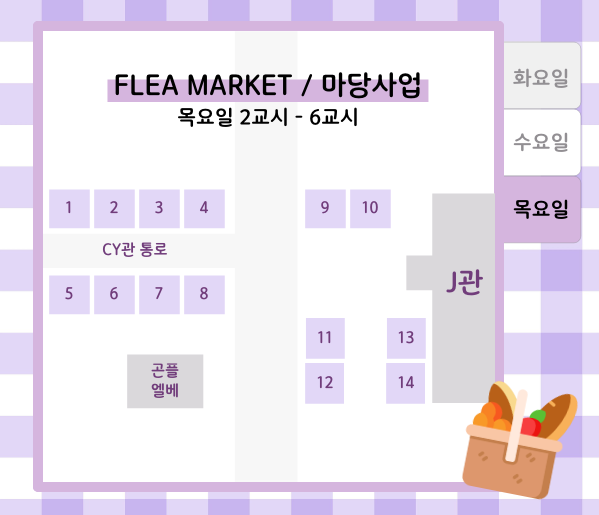 FLEA MARKET / 마당사업
목요일 2교시 - 6교시
화요일
수요일
목요일
1 2 3 4
9 10
CY관 통로
5 6 7 8
J관
11 13
12 14
곤플
엘베